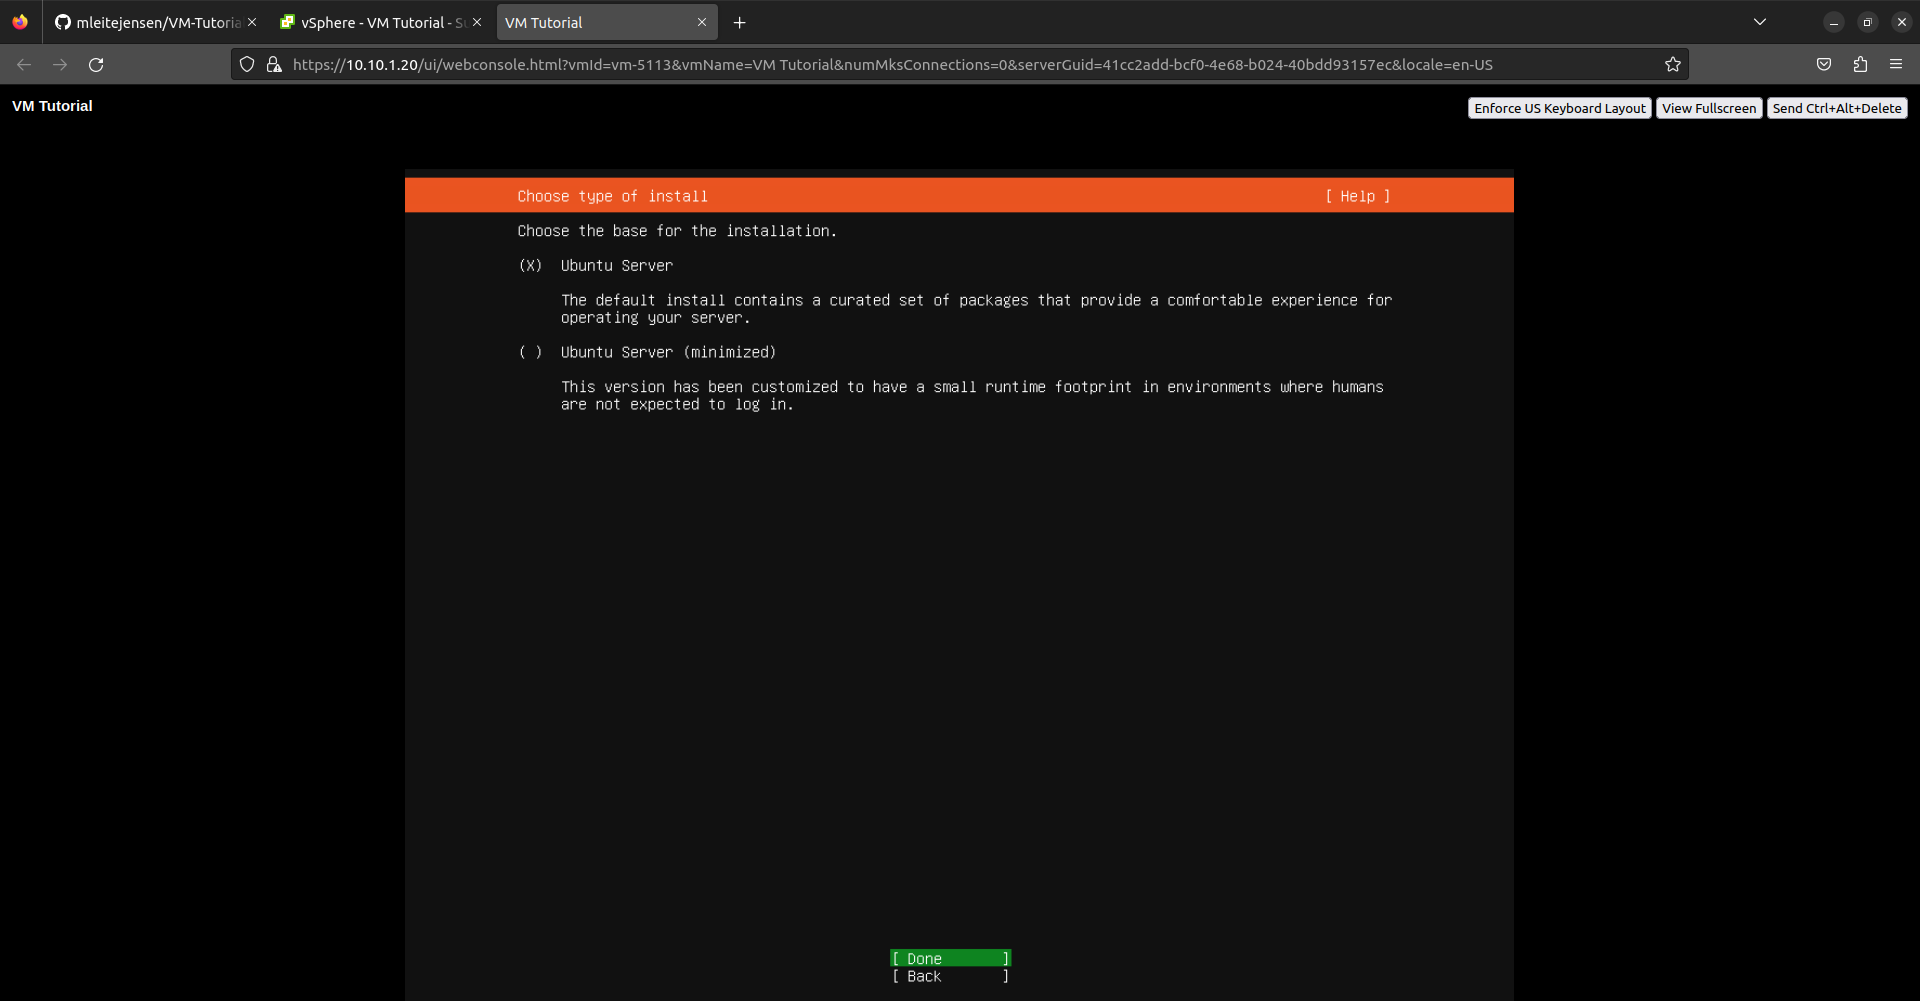 mleitejensen/VM-Tutoria
vSphere - VM Tutorial - Su
VM Tutorial
https://10.10.1.20/ui/webconsole.html?vmId=vm-5113&vmName=VM Tutorial&numMksConnections=0&serverGuid=41cc2add-bcf0-4e68-b024-40bdd93157ec&locale=en-US
VM Tutorial
Enforce US Keyboard Layout
View Fullscreen
Send Ctrl+Alt+Delete
Choose type of install [ Help ]
Choose the base for the installation.
(X) Ubuntu Server
The default install contains a curated set of packages that provide a comfortable experience for
operating your server.
( ) Ubuntu Server (minimized)
This version has been customized to have a small runtime footprint in environments where humans
are not expected to log in.
[ Done ]
[ Back ]